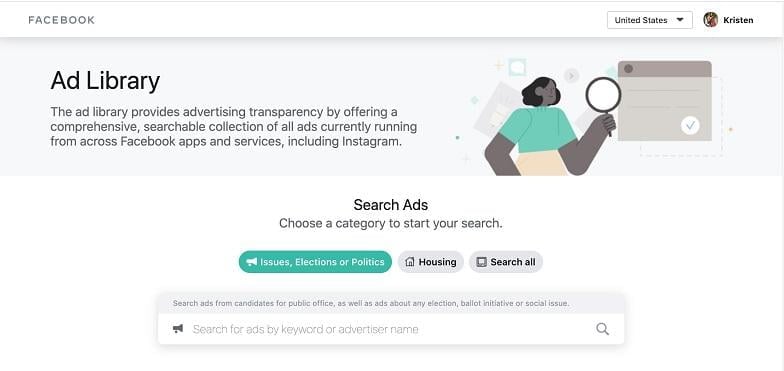 FACEBOOK
United States
Kristen
Ad Library
The ad library provides advertising transparency by offering a
comprehensive, searchable collection of all ads currently running
from across Facebook apps and services, including Instagram.
Search Ads
Choose a category to start your search.
Issues, Elections or Politics
Housing
Search all
Search ads from candidates for public office, as well as ads about any election, ballot initiative or social issue.
Search for ads by keyword or advertiser name